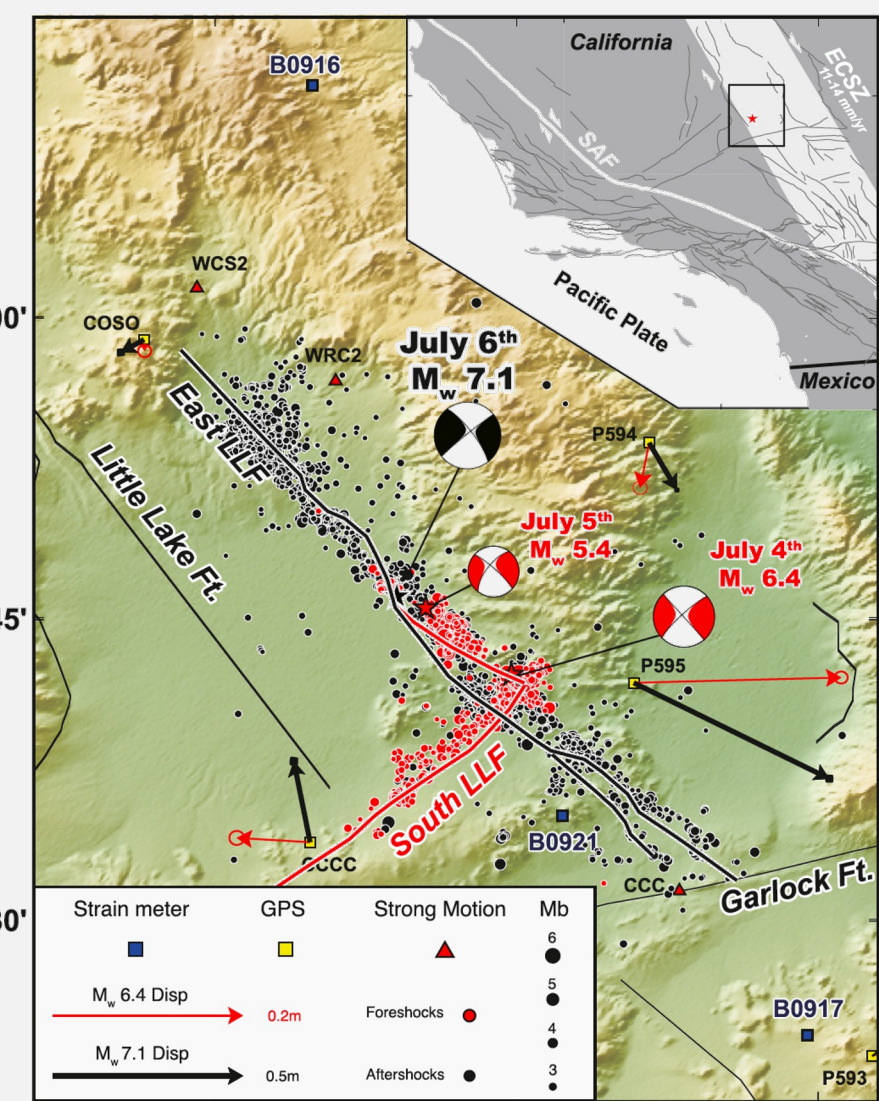 California
ECSZ
11-14 mm/yr
SAF
Pacific Plate
Mexico
B0916
WCS2
COSO
WRC2
July 6th
Mw 7.1
P594
East LLF
Little Lake Ft.
July 5th
Mw 5.4
July 4th
Mw 6.4
P595
South LLF
B0921
CCCC
CCC
Garlock Ft.
Strain meter
GPS
Strong Motion
Mb
6
5
4
3
Mw 6.4 Disp
0.2m
Foreshocks
Mw 7.1 Disp
0.5m
Aftershocks
B0917
P593